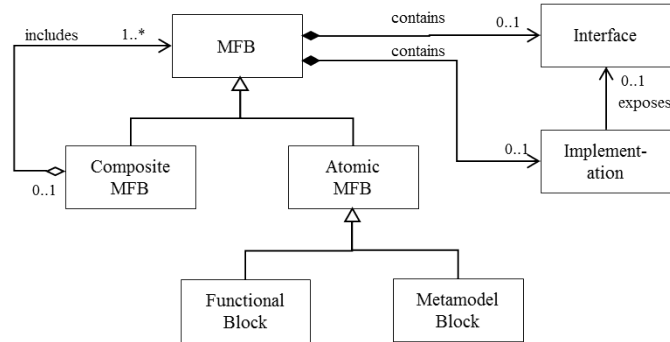 includes
1..*
MFB
contains
0..1
Interface
contains
0..1
exposes
0..1
Composite
MFB
0..1
Atomic
MFB
Implement-
ation
Functional
Block
Metamodel
Block